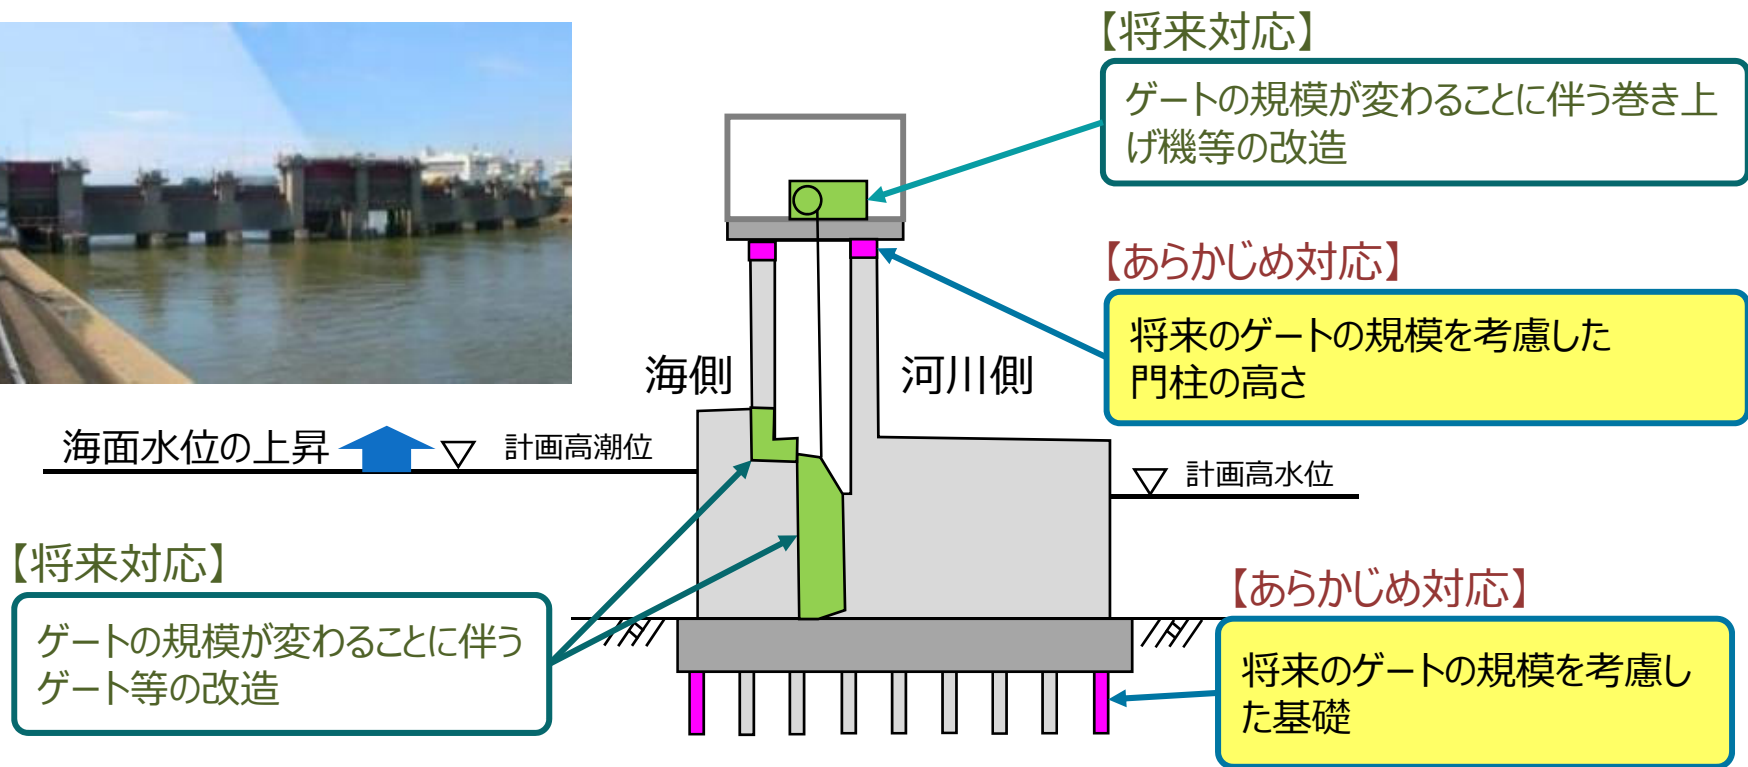 【将来対応】
ゲートの規模が変わることに伴う巻き上
げ機等の改造
【あらかじめ対応】
将来のゲートの規模を考慮した
門柱の高さ
海側
河川側
海面水位の上昇
計画高潮位
計画高水位
【将来対応】
ゲートの規模が変わることに伴う
ゲート等の改造
【あらかじめ対応】
将来のゲートの規模を考慮し
た基礎